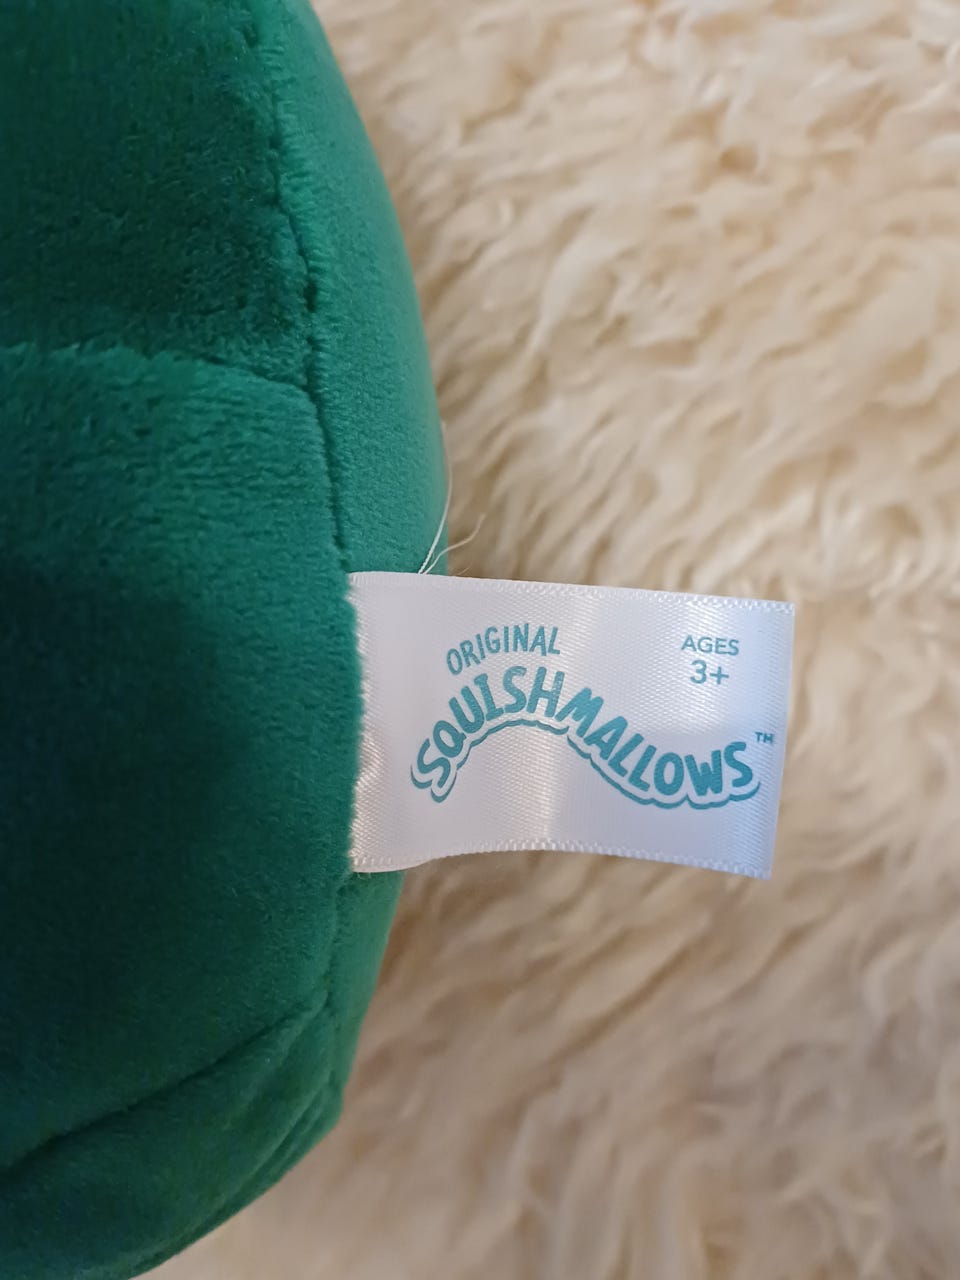 ORIGINAL
SQUISHMALLOWS™
AGES
3+